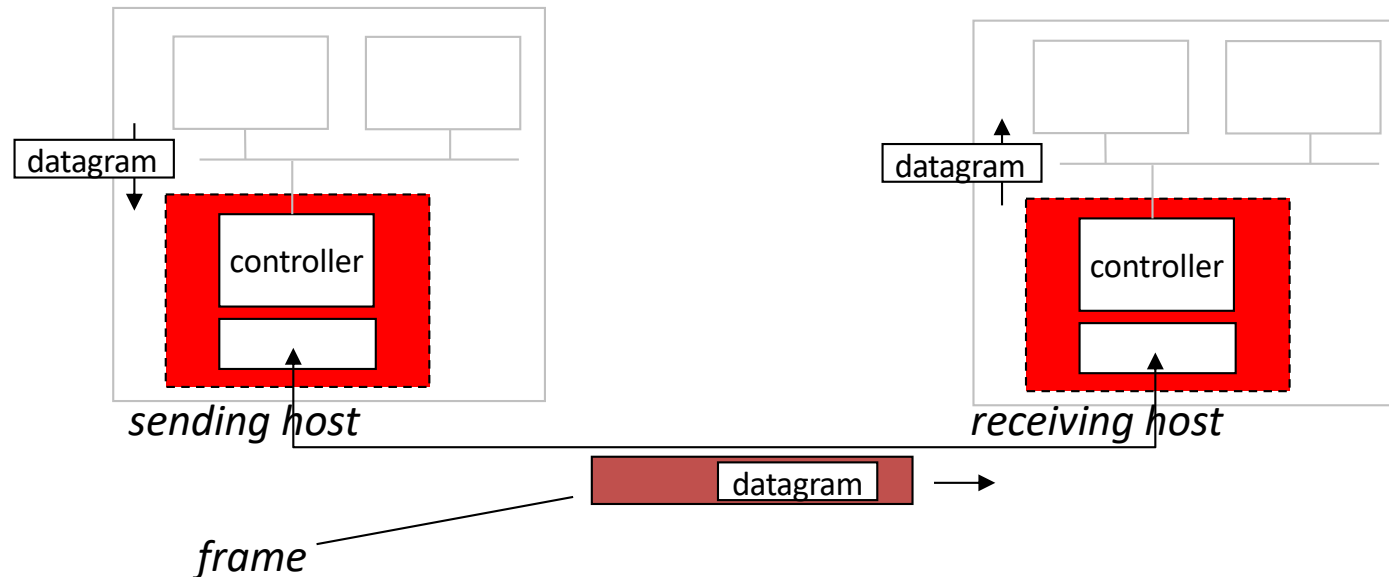 datagram
datagram
controller
controller
sending host
receiving host
datagram
frame